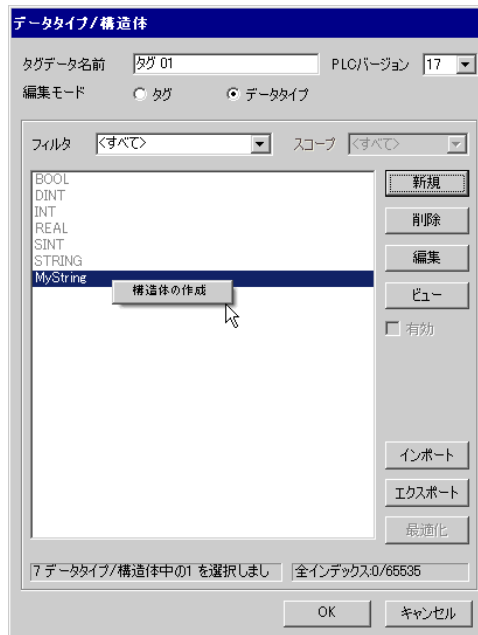 データタイプ/構造体
タグデータ名前 タグ 01 PLCバージョン 17
編集モード タグ データタイプ
フィルタ <すべて> スコープ <すべて>
BOOL
DINT
INT
REAL
SINT
STRING
MyString
構造体の作成
新規
削除
編集
ビュー
有効
インポート
エクスポート
最適化
7 データタイプ/構造体中の1 を選択しまし 全インデックス:0/65535
OK キャンセル